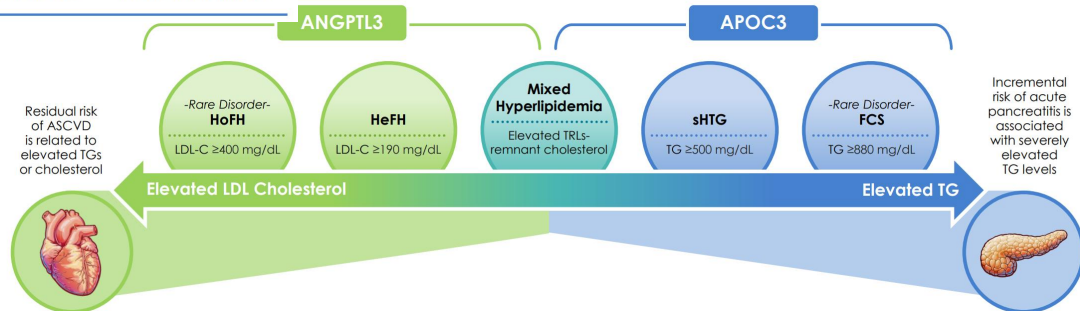 ANGPTL3
APOC3
Residual risk
of ASCVD
is related to
elevated TGs
or cholesterol
-Rare Disorder-
HoFH
LDL-C ≥400 mg/dL
HeFH
LDL-C ≥190 mg/dL
Mixed
Hyperlipidemia
Elevated TRLs-
remnant cholesterol
sHTG
TG ≥500 mg/dL
-Rare Disorder-
FCS
TG ≥880 mg/dL
Incremental
risk of acute
pancreatitis is
associated
with severely
elevated
TG levels
Elevated LDL Cholesterol
Elevated TG